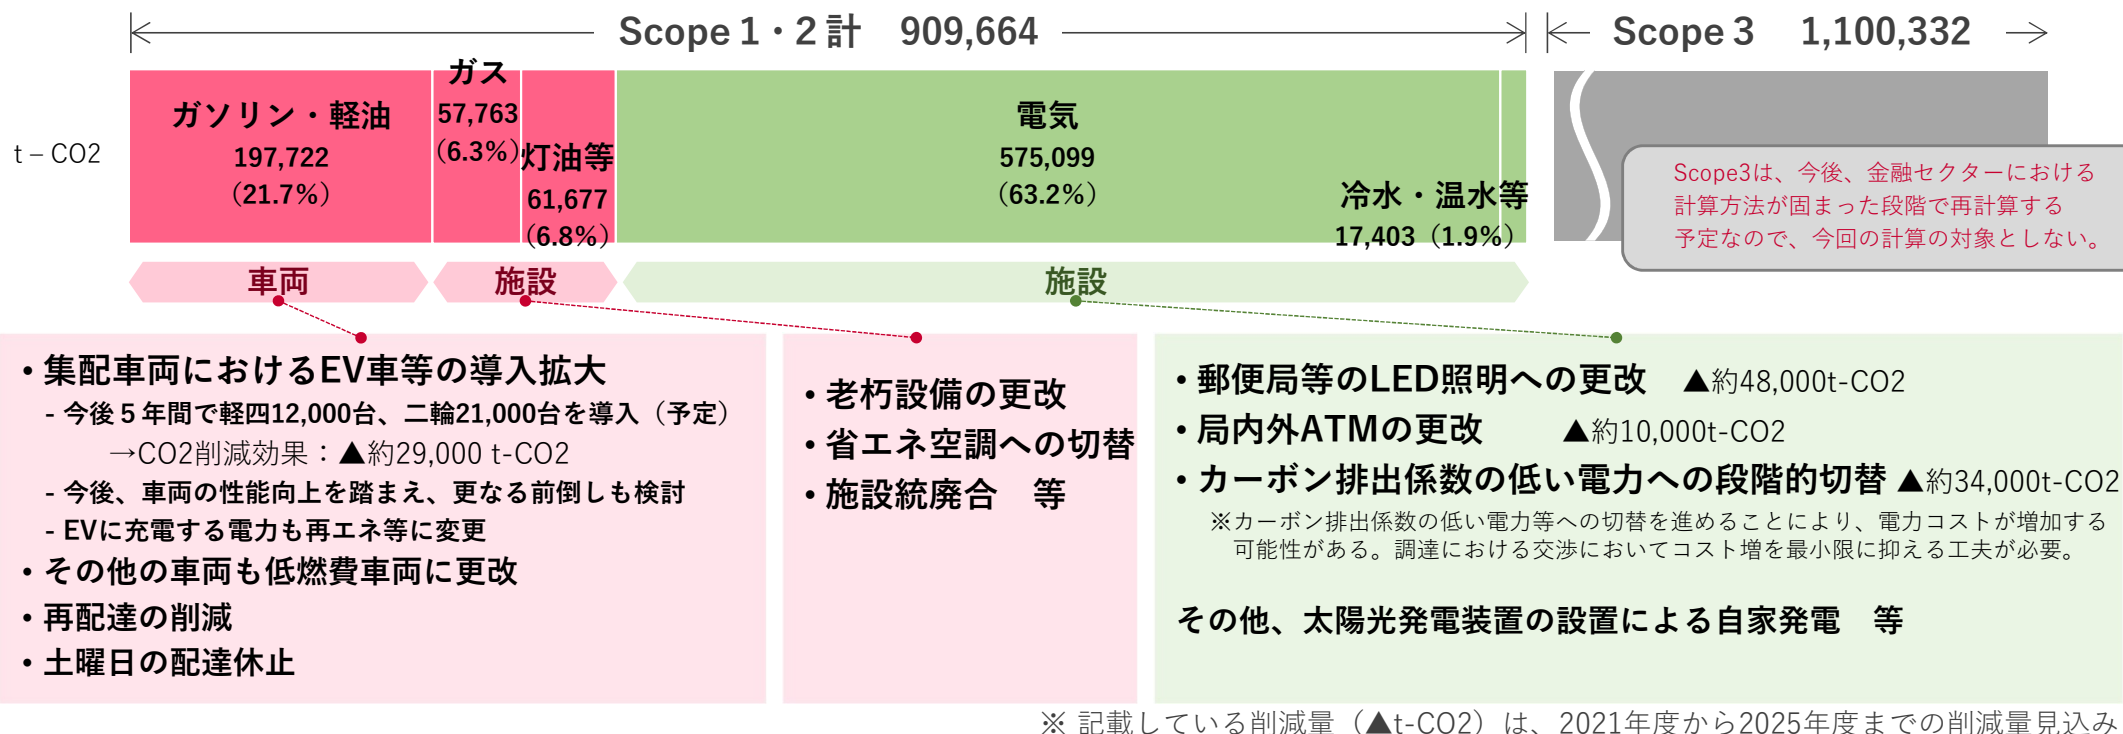 Scope 1・2 計　909,664
Scope 3　1,100,332
t – CO2
ガソリン・軽油
197,722
（21.7%）
ガス
57,763
（6.3%）
灯油等
61,677
（6.8%）
電気
575,099
（63.2%）
冷水・温水等
17,403（1.9%）
Scope3は、今後、金融セクターにおける
計算方法が固まった段階で再計算する
予定なので、今回の計算の対象としない。
車両
施設
施設
・集配車両におけるEV車等の導入拡大
- 今後５年間で軽四12,000台、二輪21,000台を導入（予定）
→CO2削減効果：▲約29,000 t-CO2
- 今後、車両の性能向上を踏まえ、更なる前倒しも検討
- EVに充電する電力も再エネ等に変更
・その他の車両も低燃費車両に更改
・再配達の削減
・土曜日の配達休止
・老朽設備の更改
・省エネ空調への切替
・施設統廃合　等
・郵便局等のLED照明への更改　▲約48,000t-CO2
・局内外ATMの更改　▲約10,000t-CO2
・カーボン排出係数の低い電力への段階的切替 ▲約34,000t-CO2
※カーボン排出係数の低い電力等への切替を進めることにより、電力コストが増加する
可能性がある。調達における交渉においてコスト増を最小限に抑える工夫が必要。
その他、太陽光発電装置の設置による自家発電　等
※ 記載している削減量（▲t-CO2）は、2021年度から2025年度までの削減量見込み